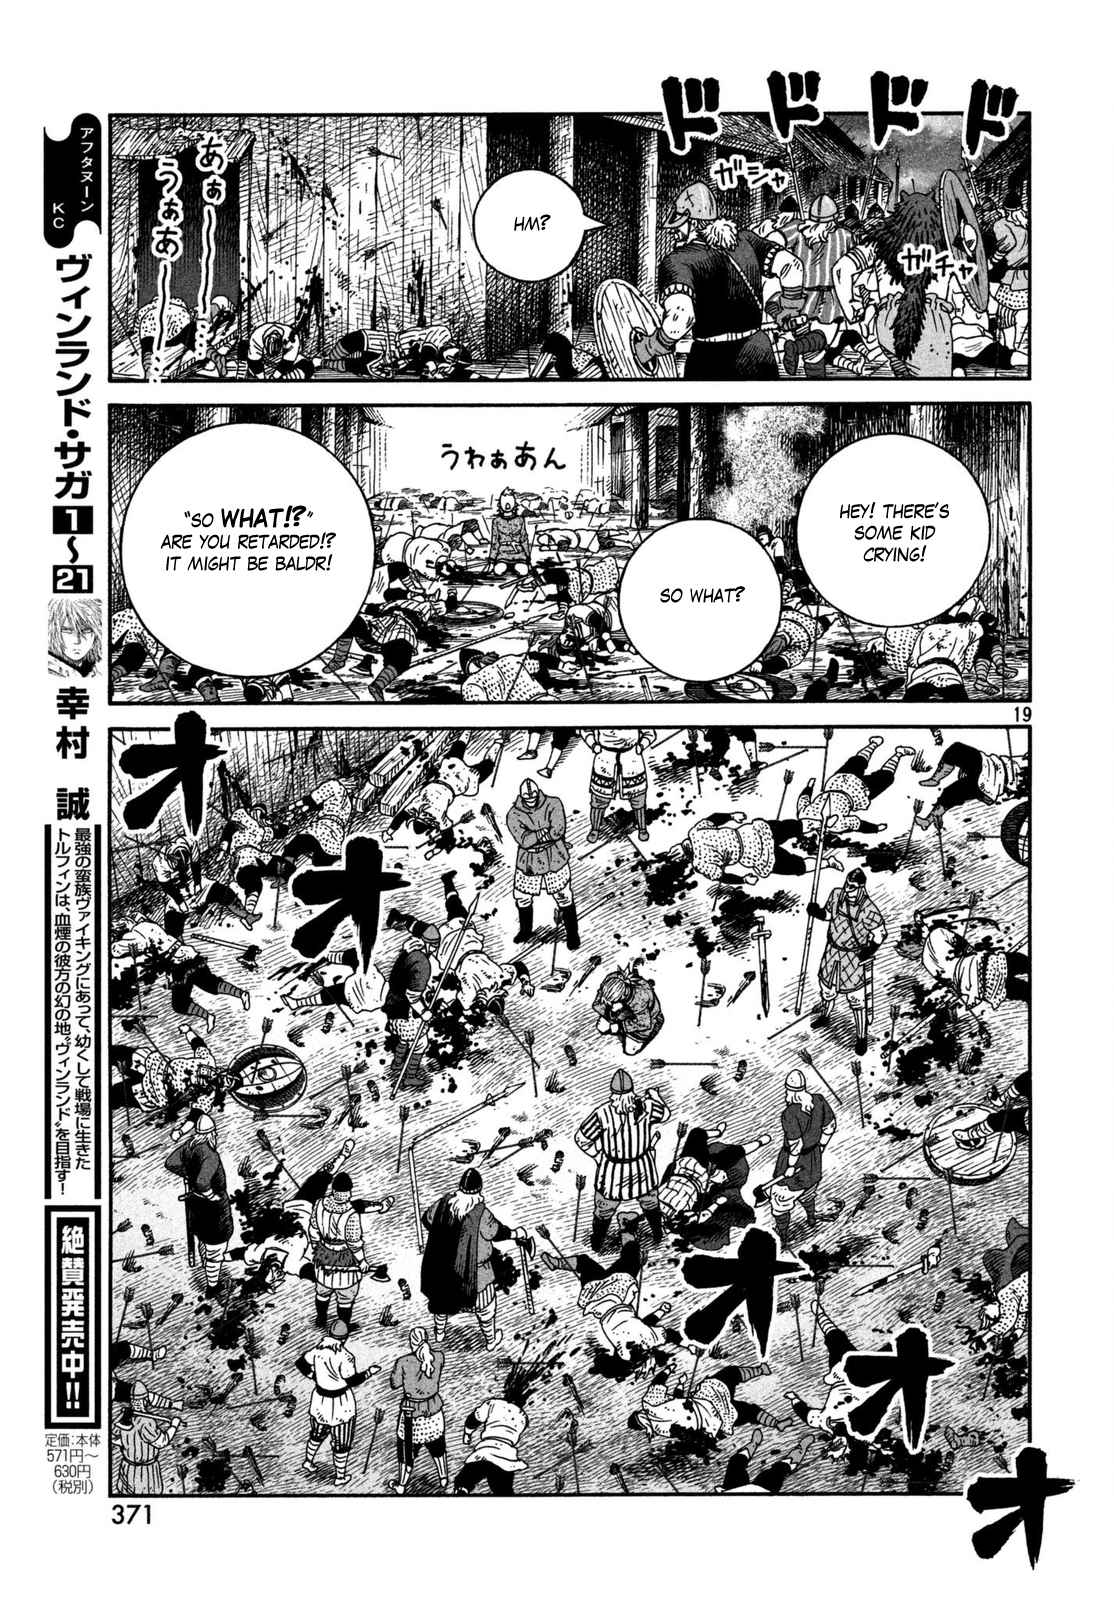 ドドドド
ガシャ
ガチャ
HM?
あぁ〜〜
うぁあ〜〜
HEY! THERE'S
SOME KID
CRYING!
SO WHAT?
うわぁあん
"SO WHAT!?"
ARE YOU RETARDED!?
IT MIGHT BE BALDR!
19
オ
オ
オ
オ
オ
アフタヌーン
KC
ヴィンランド・サガ 1〜21
幸村 誠
最強の蛮族ヴァイキングにあって、幼くして戦場に生きた
トルフィンは、血煙の彼方の幻の地“ヴィンランド”を目指す!
絶賛発売中!!
定価:本体
571円〜
630円
(税別)
371